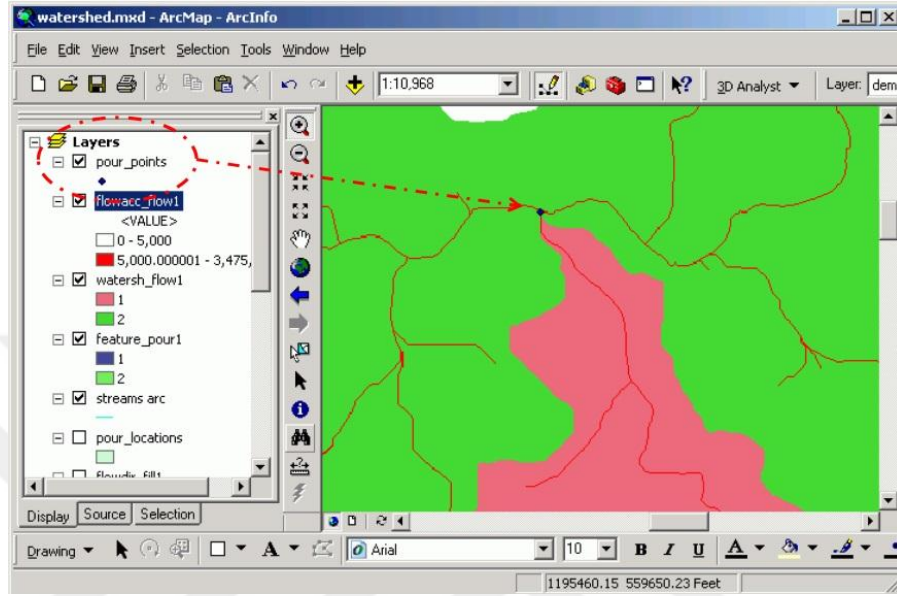 watershed.mxd - ArcMap - ArcInfo
File Edit View Insert Selection Tools Window Help
1:10,968
3D Analyst
Layer: dem
Layers
pour_points
flowacc_flow1
<VALUE>
0 - 5,000
5,000.000001 - 3,475,
watersh_flow1
1
2
feature_pour1
1
2
streams arc
pour_locations
flowdir_fill1
Display Source Selection
Drawing
A
Arial
10
B I U A
1195460.15 559650.23 Feet